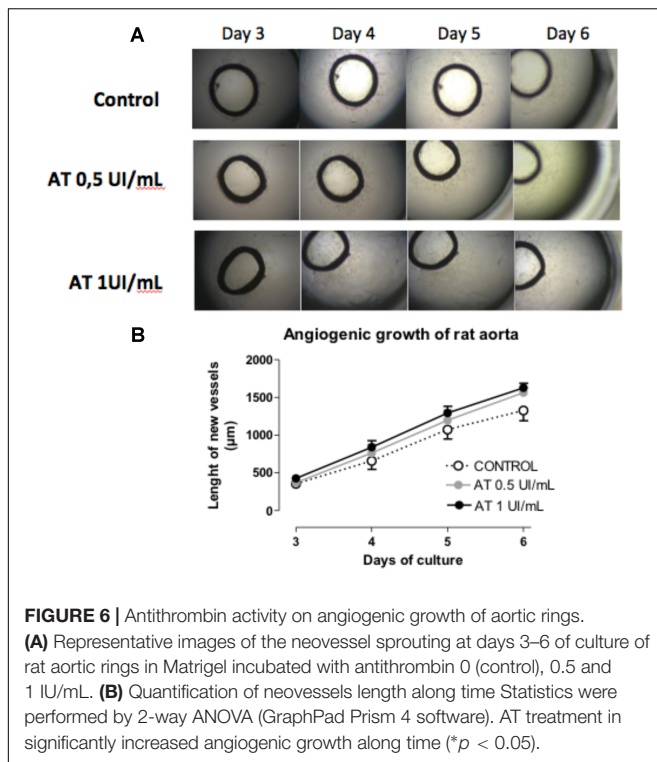 A
Day 3 Day 4 Day 5 Day 6
Control
AT 0,5 UI/mL
AT 1UI/mL
B
Angiogenic growth of rat aorta
2000
1500
1000
500
0
Lenght of new vessels
(µm)
CONTROL
AT 0.5 UI/mL
AT 1 UI/mL
3 4 5 6
Days of culture
FIGURE 6 | Antithrombin activity on angiogenic growth of aortic rings.
(A) Representative images of the neovessel sprouting at days 3–6 of culture of
rat aortic rings in Matrigel incubated with antithrombin 0 (control), 0.5 and
1 IU/mL. (B) Quantification of neovessels length along time Statistics were
performed by 2-way ANOVA (GraphPad Prism 4 software). AT treatment in
significantly increased angiogenic growth along time (*p < 0.05).